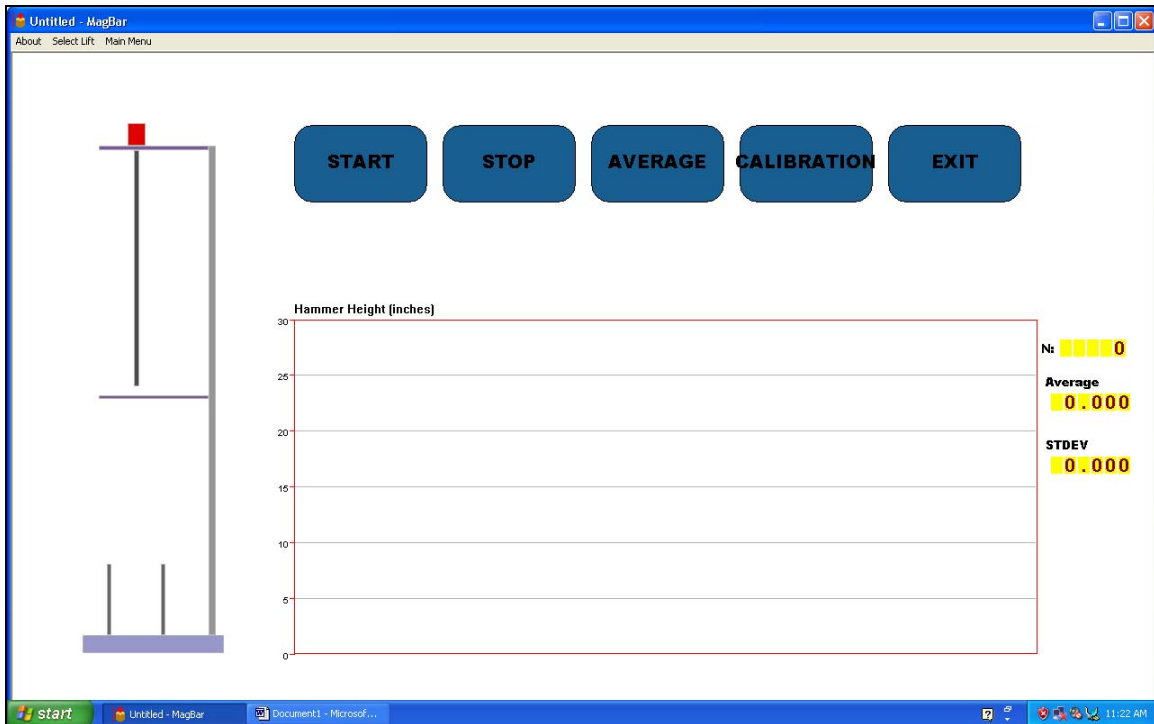 Untitled - MagBar
About Select Lift Main Menu
START STOP AVERAGE CALIBRATION EXIT
Hammer Height (inches)
30
25
20
15
10
5
0
N: 0
Average
0.000
STDEV
0.000
start Untitled - MagBar Document1 - Microsof... 11:22 AM